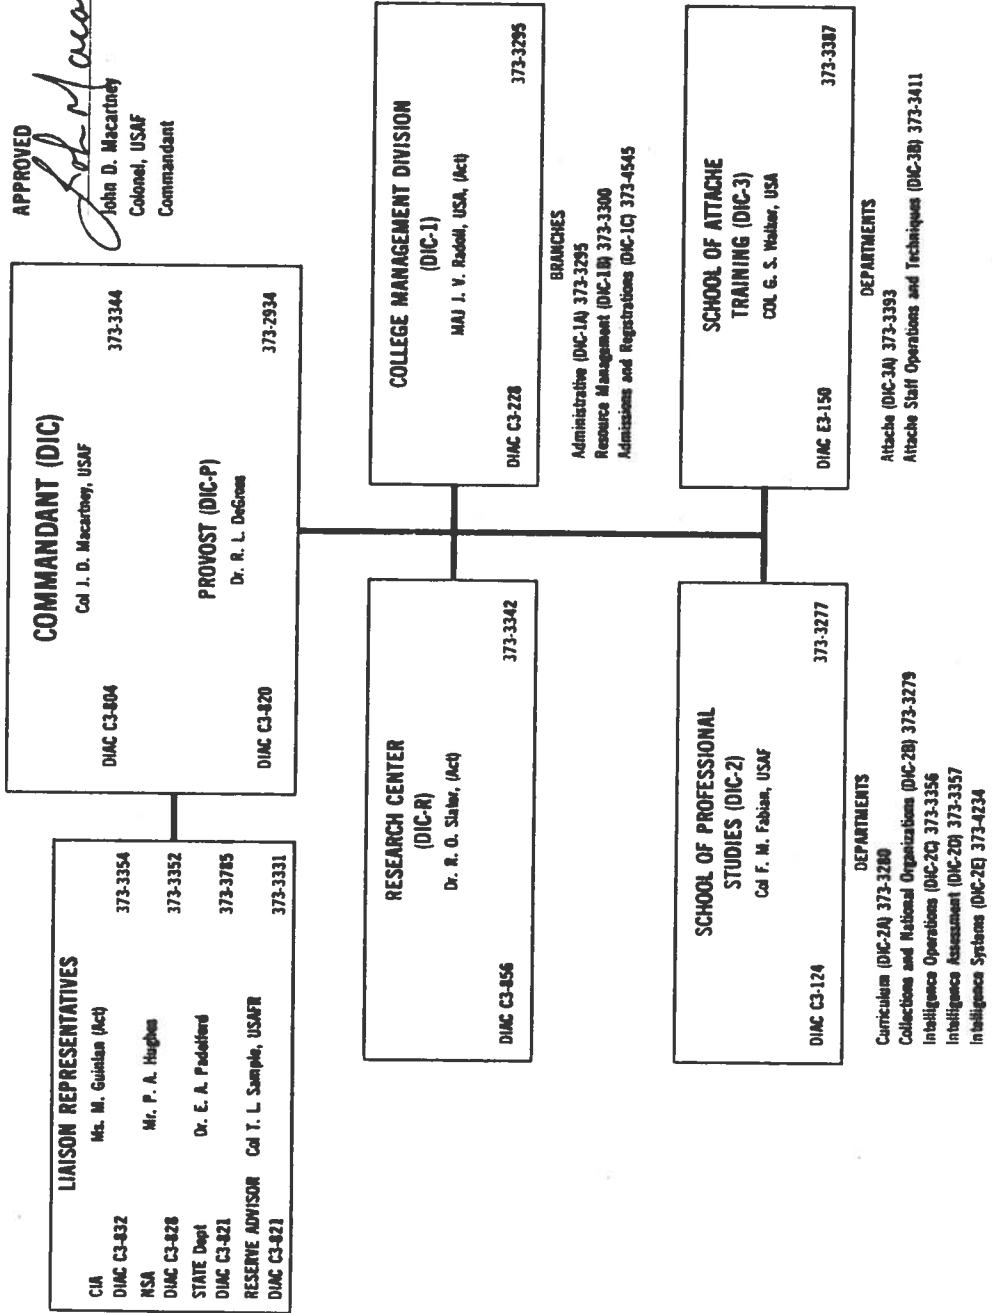 APPROVED
John D. Macartney
Colonel, USAF
Commandant
COMMANDANT (DIC)
Col J. D. Macartney, USAF
DIAC C3-804 373-3344
PROVOST (DIC-P)
Dr. R. L. DeGross
DIAC C3-820 373-2934
LIAISON REPRESENTATIVES
CIA Ms. M. Guinlan (Act)
DIAC C3-832 373-3354
NSA Mr. P. A. Hughes
DIAC C3-828 373-3352
STATE Dept Dr. E. A. Padelford
DIAC C3-821 373-3785
RESERVE ADVISOR Col T. L. Sample, USAFR
DIAC C3-821 373-3331
RESEARCH CENTER
(DIC-R)
Dr. R. O. Slater, (Act)
DIAC C3-856 373-3342
COLLEGE MANAGEMENT DIVISION
(DIC-1)
MAJ J. V. Radoll, USA, (Act)
DIAC C3-228 373-3295
BRANCHES
Administrative (DIC-1A) 373-3295
Resource Management (DIC-1B) 373-3300
Admissions and Registrations (DIC-1C) 373-4545
SCHOOL OF PROFESSIONAL
STUDIES (DIC-2)
Col F. M. Fabian, USAF
DIAC C3-124 373-3277
DEPARTMENTS
Curriculum (DIC-2A) 373-3280
Collections and National Organizations (DIC-2B) 373-3279
Intelligence Operations (DIC-2C) 373-3356
Intelligence Assessment (DIC-2D) 373-3357
Intelligence Systems (DIC-2E) 373-4234
SCHOOL OF ATTACHE
TRAINING (DIC-3)
COL G. S. Walker, USA
DIAC E3-150 373-3387
DEPARTMENTS
Attache (DIC-3A) 373-3393
Attache Staff Operations and Techniques (DIC-3B) 373-3411